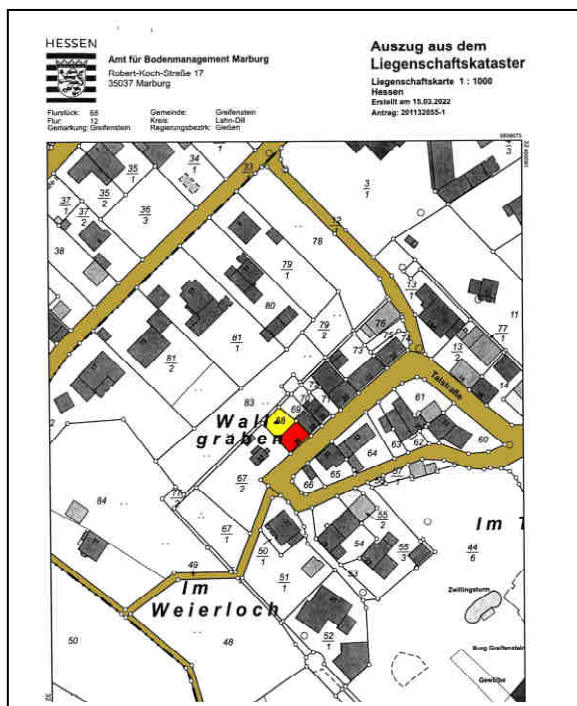 HESSEN
Amt für Bodenmanagement Marburg
Robert-Koch-Straße 17
35037 Marburg
Auszug aus dem
Liegenschaftskataster
Liegenschaftskarte 1 : 1000
Hessen
Erstellt am 15.03.2022
Antrag: 201132655-1
Flurstück: 68
Flur: 12
Gemarkung: Greifenstein
Gemeinde: Greifenstein
Kreis: Lahn-Dill
Regierungsbezirk: Gießen
34
1
35
1
35
2
37
1
37
2
36
3
38
3
1
12
1
78
79
1
80
79
2
81
1
81
2
13
1
11
77
1
13
2
14
76
73
83
69
68
Wall
graben
Talstraße
61
60
62
63
64
65
66
67
2
67
1
84
49
50
1
51
1
55
2
54
55
3
53
Im
Weierloch
44
6
Zwillingsturm
52
1
50
48
Burg Greifenstein
Gewölbe